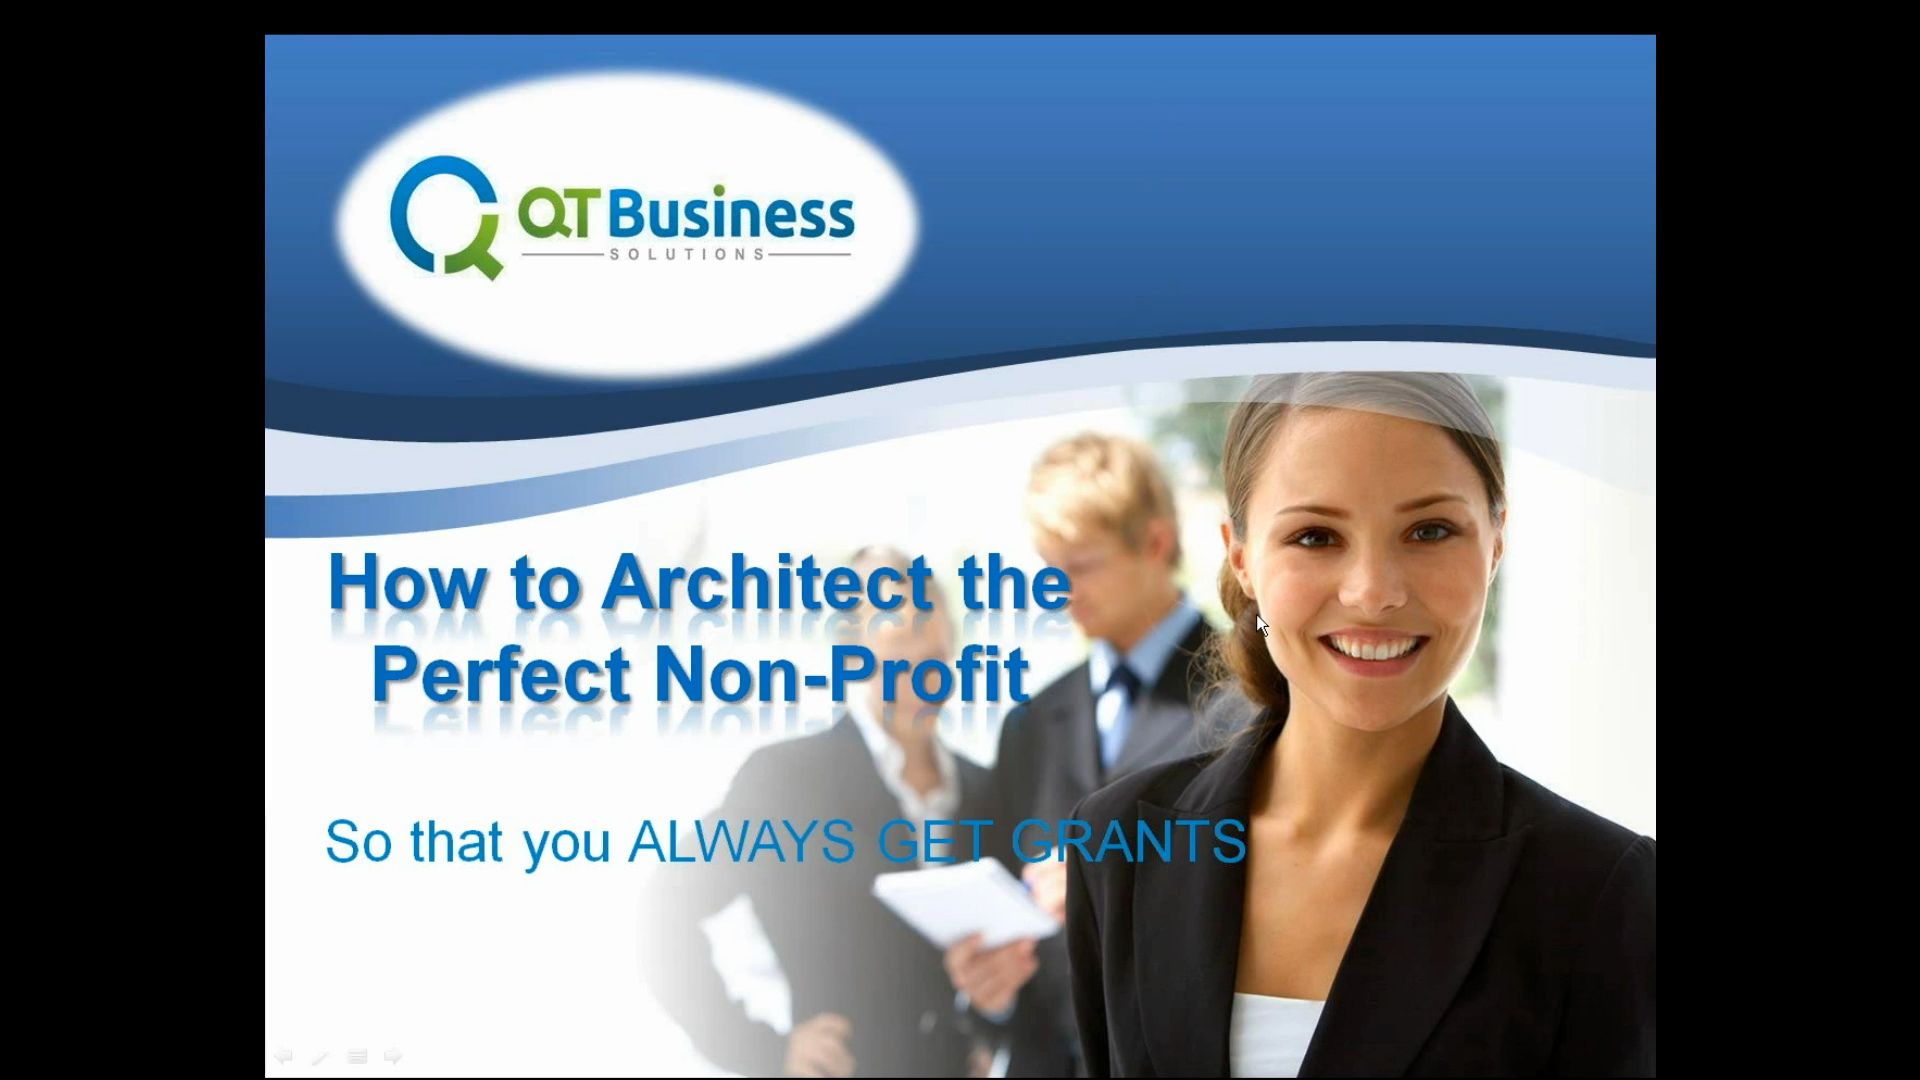 QT Business
SOLUTIONS
How to Architect the
Perfect Non-Profit
So that you ALWAYS GET GRANTS